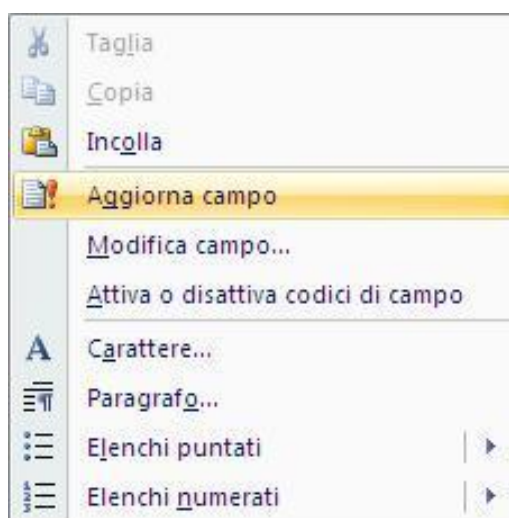 Taglia
Copia
Incolla
Aggiorna campo
Modifica campo...
Attiva o disattiva codici di campo
Carattere...
Paragrafo...
Elenchi puntati
Elenchi numerati